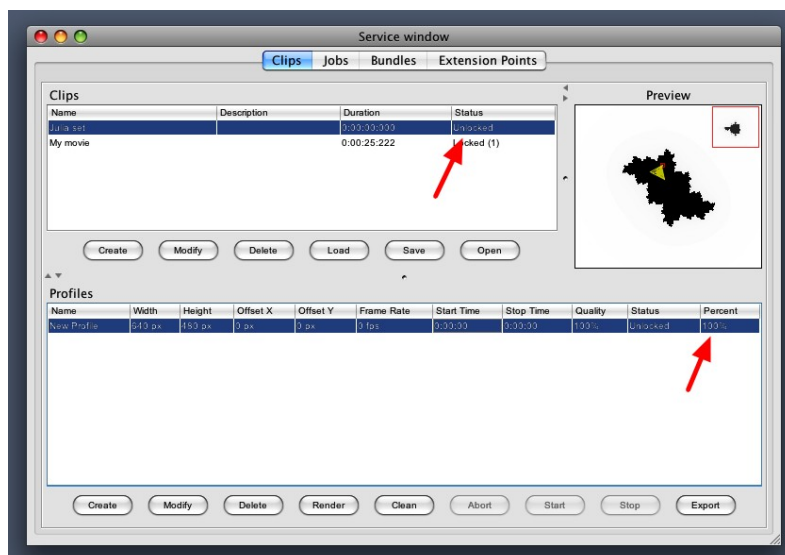 Service window
Clips Jobs Bundles Extension Points
Clips
Preview
Name Description Duration Status
Julia set 0:00:00:000 Unlocked
My movie 0:00:25:222 Locked (1)
Create Modify Delete Load Save Open
Profiles
Name Width Height Offset X Offset Y Frame Rate Start Time Stop Time Quality Status Percent
New Profile 640 px 480 px 0 px 0 px 0 fps 0:00:00 0:00:00 100% Unlocked 100%
Create Modify Delete Render Clean Abort Start Stop Export